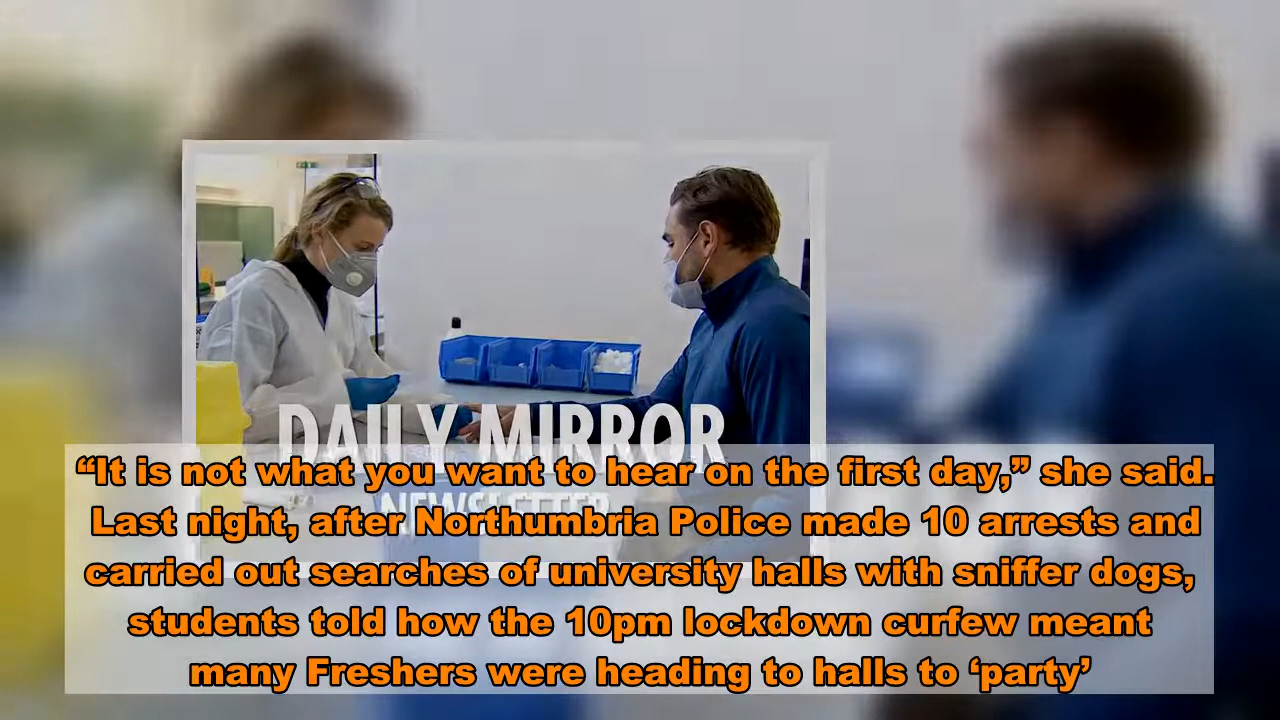 DAILY MIRROR
NEWSLETTER
“It is not what you want to hear on the first day,” she said.
Last night, after Northumbria Police made 10 arrests and
carried out searches of university halls with sniffer dogs,
students told how the 10pm lockdown curfew meant
many Freshers were heading to halls to ‘party’